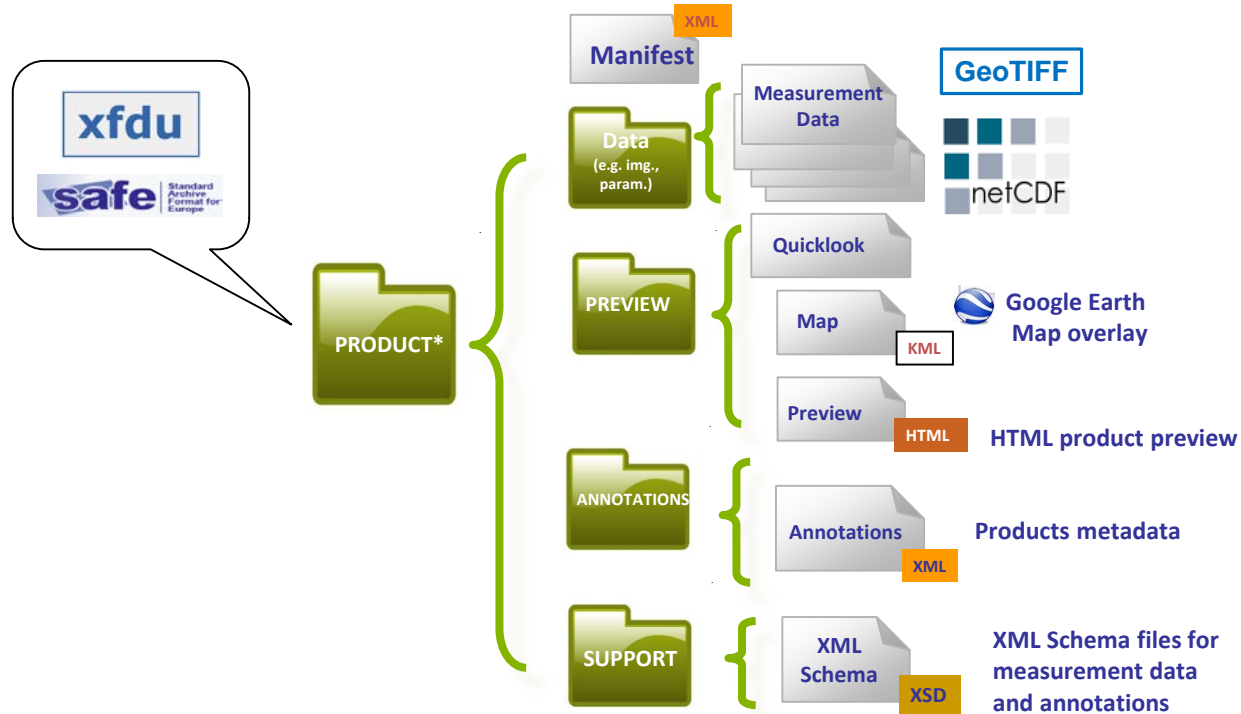 xfdu
safe
Standard
Archive
Format for
Europe
PRODUCT*
Manifest
XML
Data
(e.g. img.,
param.)
Measurement
Data
GeoTIFF
netCDF
PREVIEW
Quicklook
Map
KML
Google Earth
Map overlay
Preview
HTML
HTML product preview
ANNOTATIONS
Annotations
XML
Products metadata
SUPPORT
XML
Schema
XSD
XML Schema files for
measurement data
and annotations